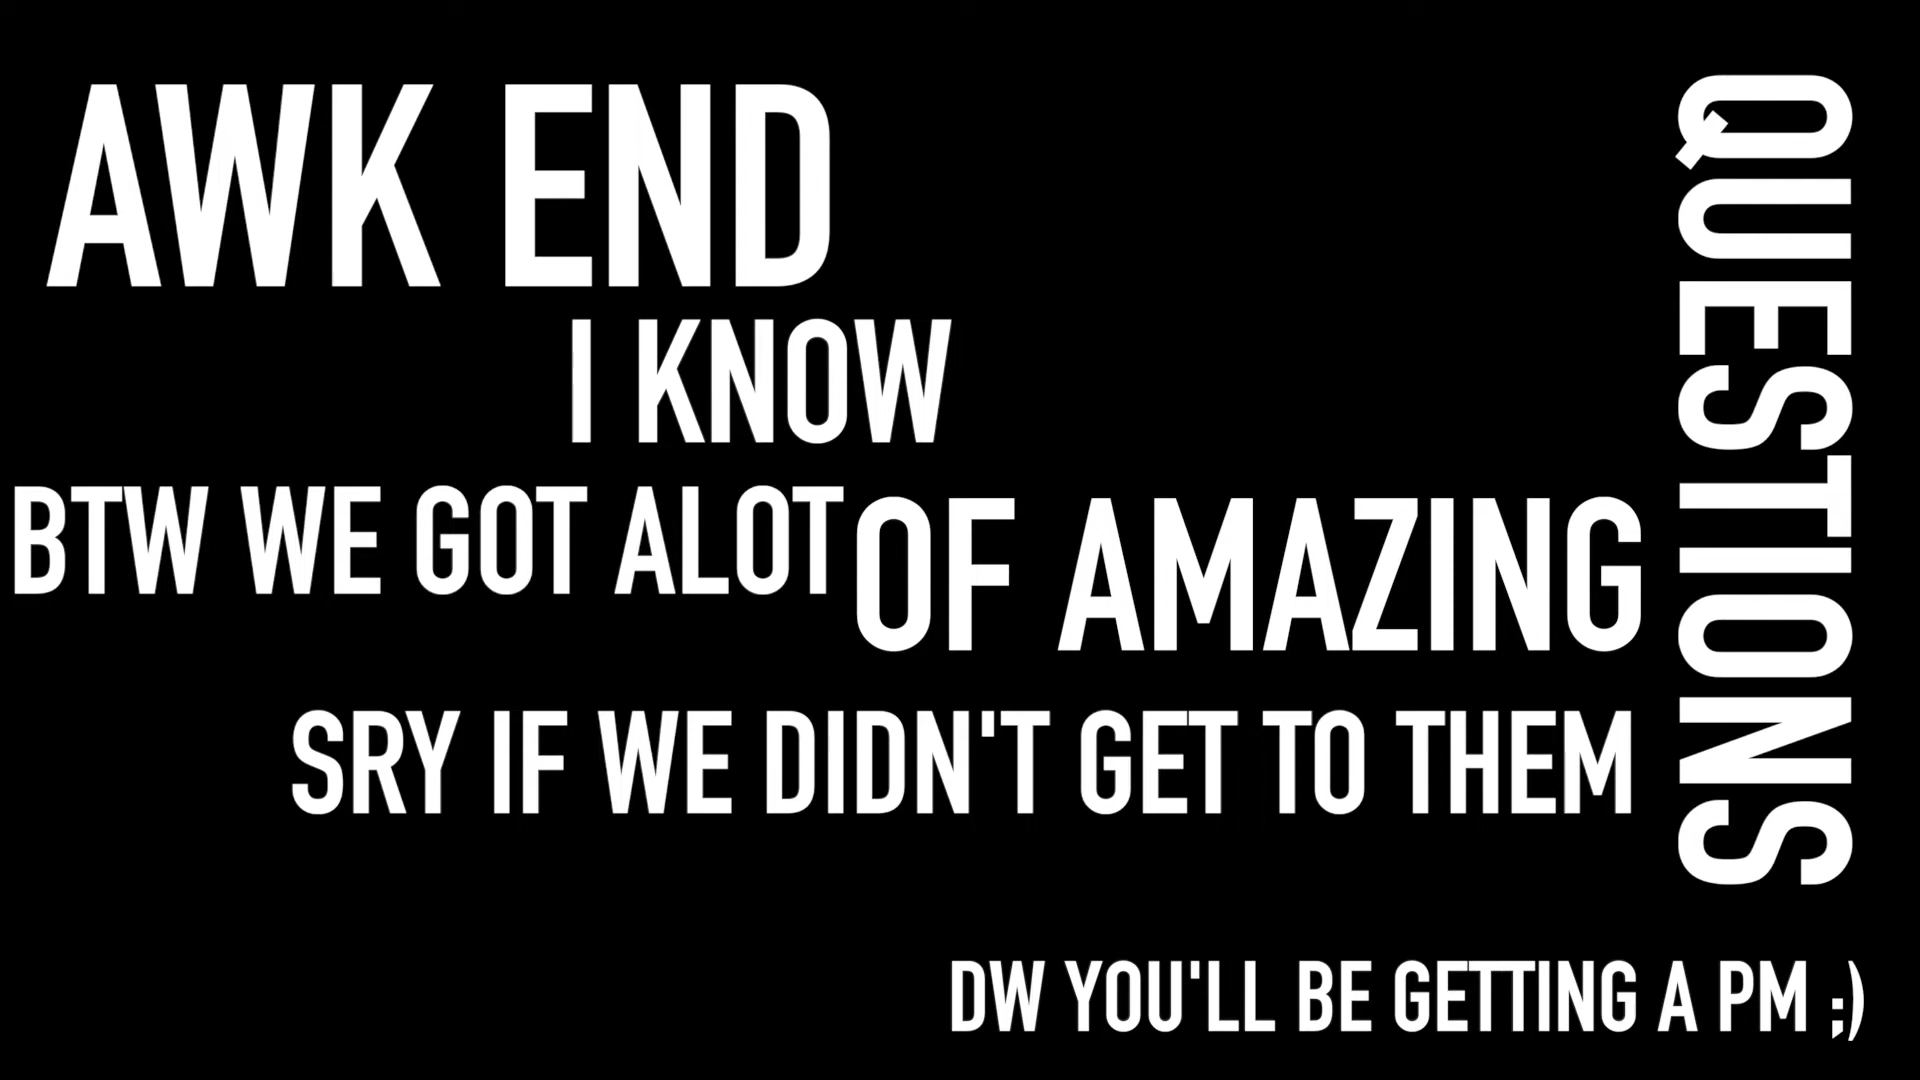 AWK END
I KNOW
BTW WE GOT ALOT
OF AMAZING
QUESTIONS
SRY IF WE DIDN'T GET TO THEM
DW YOU'LL BE GETTING A PM ;)